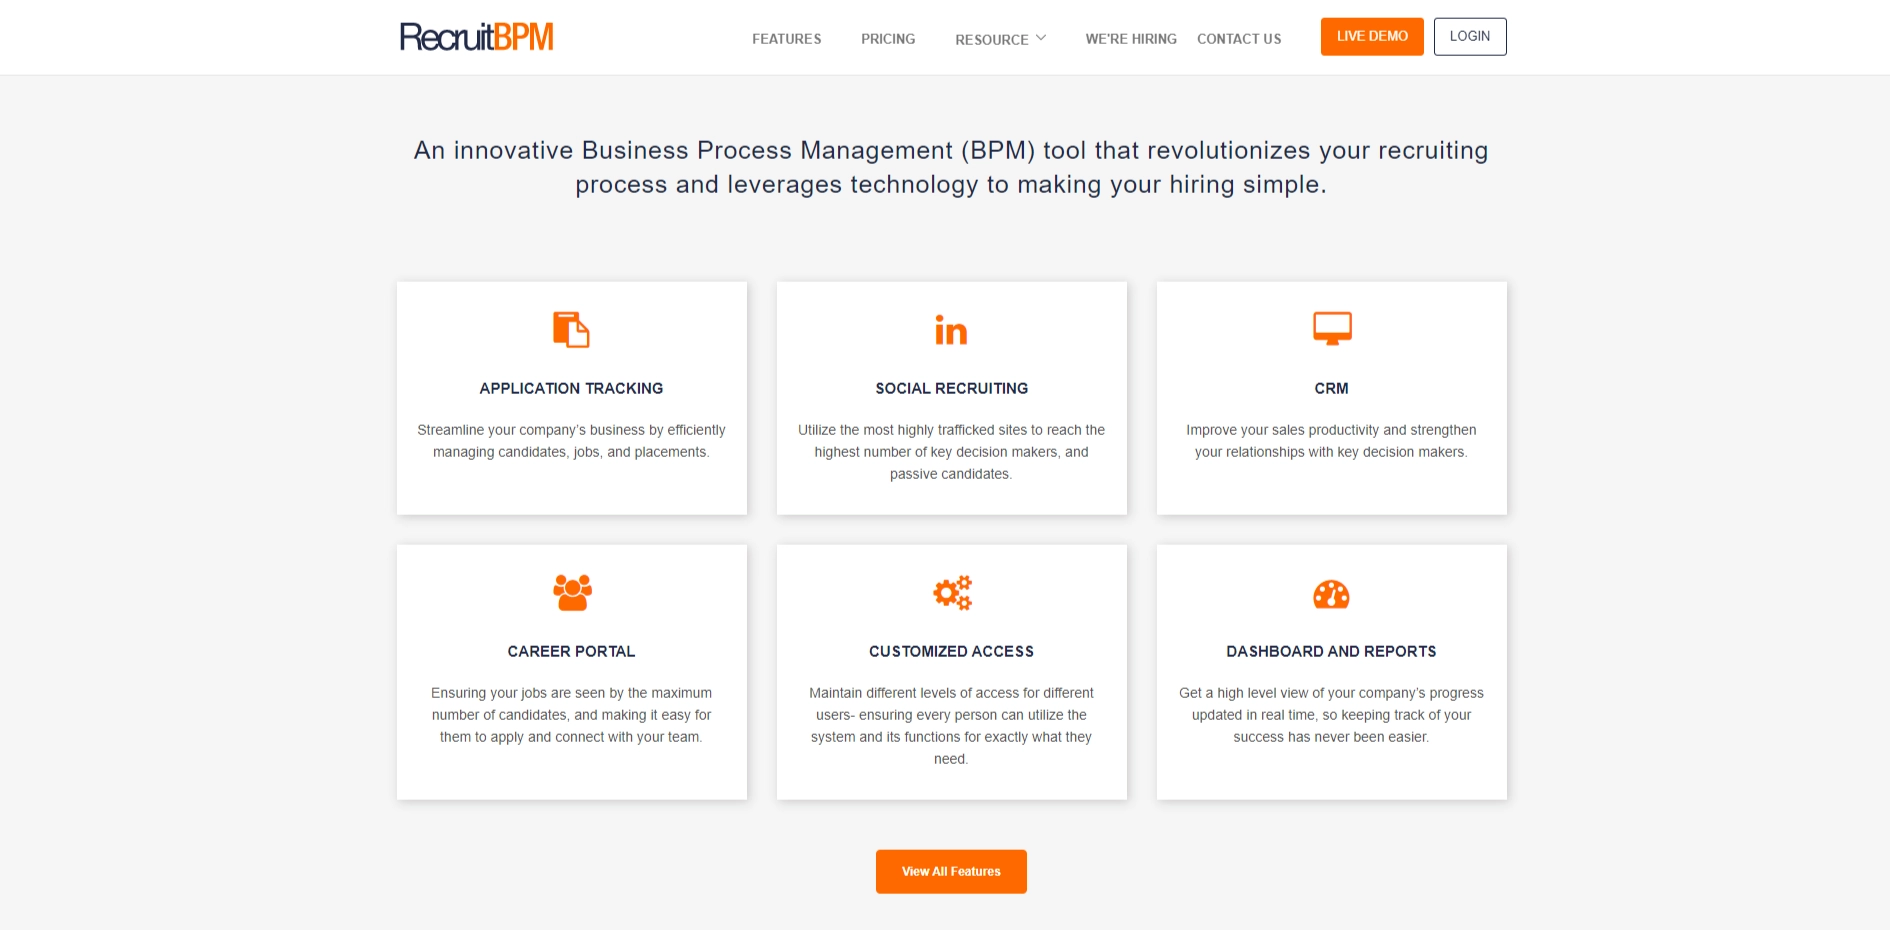 RecruitBPM
FEATURES
PRICING
RESOURCE
WE'RE HIRING
CONTACT US
LIVE DEMO
LOGIN
An innovative Business Process Management (BPM) tool that revolutionizes your recruiting
process and leverages technology to making your hiring simple.
APPLICATION TRACKING
Streamline your company's business by efficiently
managing candidates, jobs, and placements.
in
SOCIAL RECRUITING
Utilize the most highly trafficked sites to reach the
highest number of key decision makers, and
passive candidates.
CRM
Improve your sales productivity and strengthen
your relationships with key decision makers.
CAREER PORTAL
Ensuring your jobs are seen by the maximum
number of candidates, and making it easy for
them to apply and connect with your team.
CUSTOMIZED ACCESS
Maintain different levels of access for different
users- ensuring every person can utilize the
system and its functions for exactly what they
need.
DASHBOARD AND REPORTS
Get a high level view of your company's progress
updated in real time, so keeping track of your
success has never been easier.
View All Features